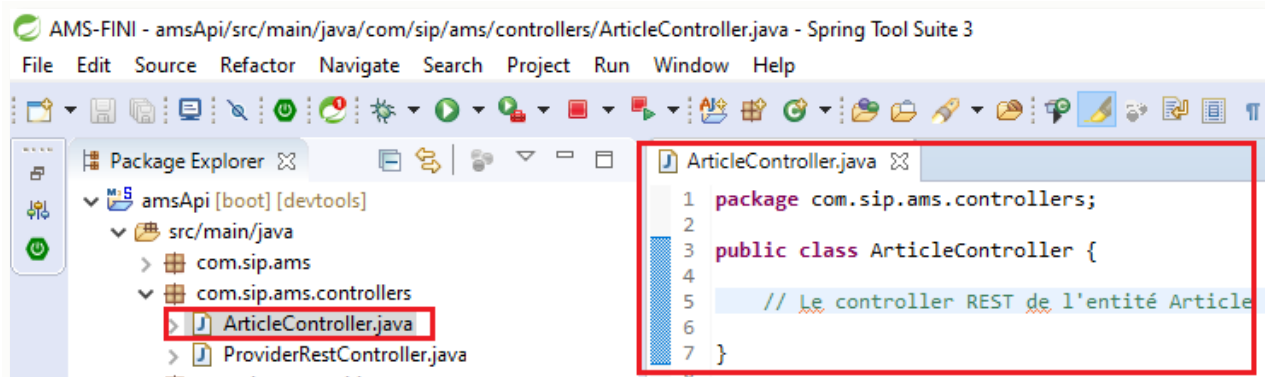 AMS-FINI - amsApi/src/main/java/com/sip/ams/controllers/ArticleController.java - Spring Tool Suite 3
File Edit Source Refactor Navigate Search Project Run Window Help
Package Explorer
amsApi [boot] [devtools]
src/main/java
com.sip.ams
com.sip.ams.controllers
ArticleController.java
ProviderRestController.java
ArticleController.java
1 package com.sip.ams.controllers;
2
3 public class ArticleController {
4
5 // Le controller REST de l'entité Article
6
7 }